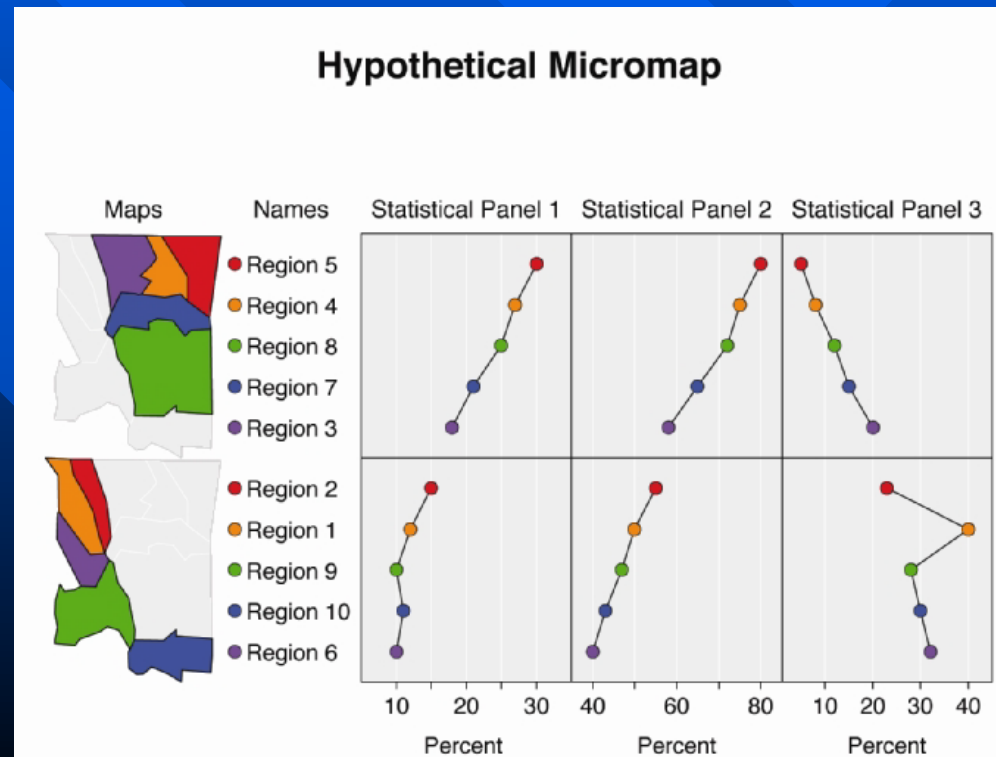 Hypothetical Micromap
Maps Names Statistical Panel 1 Statistical Panel 2 Statistical Panel 3
Region 5
Region 4
Region 8
Region 7
Region 3
Region 2
Region 1
Region 9
Region 10
Region 6
10 20 30 40 60 80 10 20 30 40
Percent Percent Percent